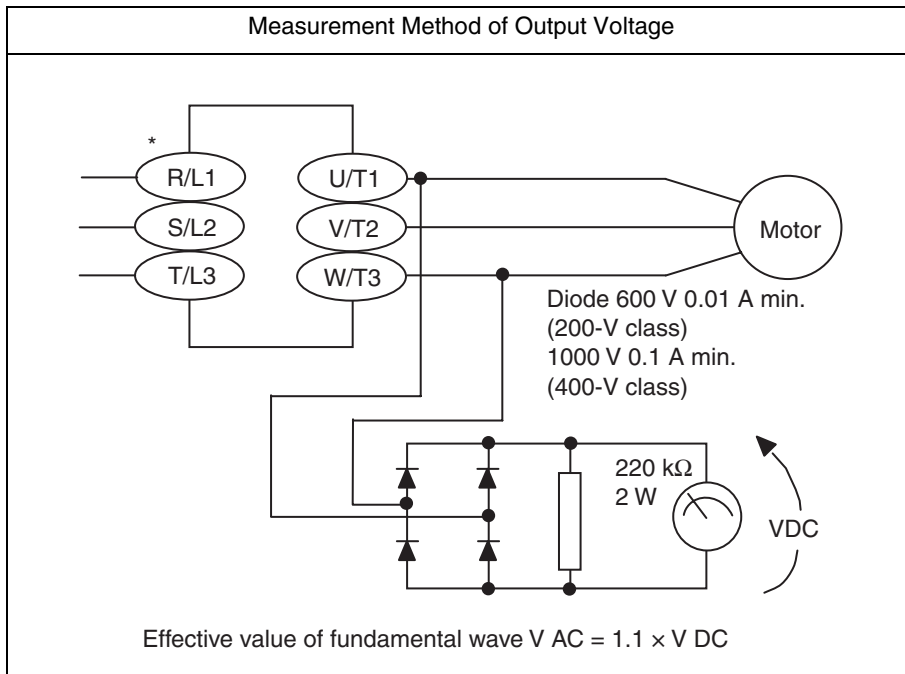 Measurement Method of Output Voltage
*
R/L1
U/T1
S/L2
V/T2
Motor
T/L3
W/T3
Diode 600 V 0.01 A min.
(200-V class)
1000 V 0.1 A min.
(400-V class)
220 kΩ
2 W
VDC
Effective value of fundamental wave V AC = 1.1 × V DC